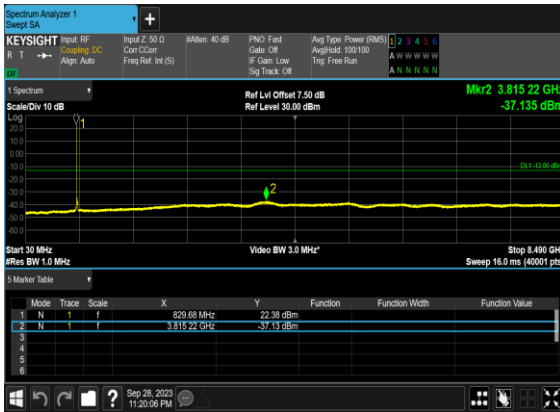 Spectrum Analyzer 1
Swept SA
+
KEYSIGHT Input: RF Input Z: 50 Ω #Atten: 40 dB PNO: Fast Avg Type: Power (RMS) 1 2 3 4 5 6
R T Coupling: DC Corr CCorr Gate: Off Avg|Hold: 100/100 A W W W W W
Align: Auto Freq Ref: Int (S) IF Gain: Low Trig: Free Run
LXI Sig Track: Off A N N N N N
1 Spectrum Ref Lvl Offset 7.50 dB Mkr2 3.815 22 GHz
Scale/Div 10 dB Ref Level 30.00 dBm -37.135 dBm
Log
20.0 1
10.0
0.00
-10.0 DL1 -13.00 dBm
-20.0
-30.0 2
-40.0
-50.0
-60.0
Start 30 MHz Video BW 3.0 MHz* Stop 8.490 GHz
#Res BW 1.0 MHz Sweep 16.0 ms (40001 pts)
5 Marker Table
Mode Trace Scale X Y Function Function Width Function Value
1 N 1 f 829.68 MHz 22.38 dBm
2 N 1 f 3.815 22 GHz -37.13 dBm
3
4
5
6
? Sep 28, 2023
11:20:06 PM